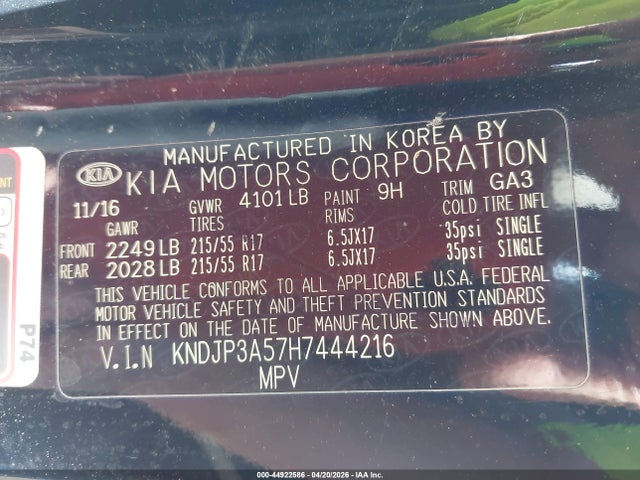 MANUFACTURED IN KOREA BY
KIA KIA MOTORS CORPORATION
11/16 GVWR 4101 LB PAINT 9H TRIM GA3
GAWR TIRES RIMS COLD TIRE INFL
FRONT 2249 LB 215/55 R17 6.5JX17 35psi SINGLE
REAR 2028 LB 215/55 R17 6.5JX17 35psi SINGLE
THIS VEHICLE CONFORMS TO ALL APPLICABLE U.S.A. FEDERAL
MOTOR VEHICLE SAFETY AND THEFT PREVENTION STANDARDS
IN EFFECT ON THE DATE OF MANUFACTURE SHOWN ABOVE.
V.I.N KNDJP3A57H7444216
MPV
P74
000-44922586 - 04/20/2026 - IAA Inc.